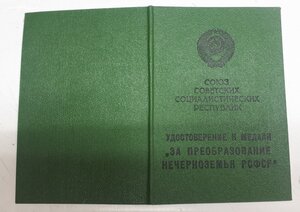 СОЮЗ
СОВЕТСКИХ
СОЦИАЛИСТИЧЕСКИХ
РЕСПУБЛИК
УДОСТОВЕРЕНИЕ К МЕДАЛИ
„ЗА ПРЕОБРАЗОВАНИЕ
НЕЧЕРНОЗЕМЬЯ РСФСР"